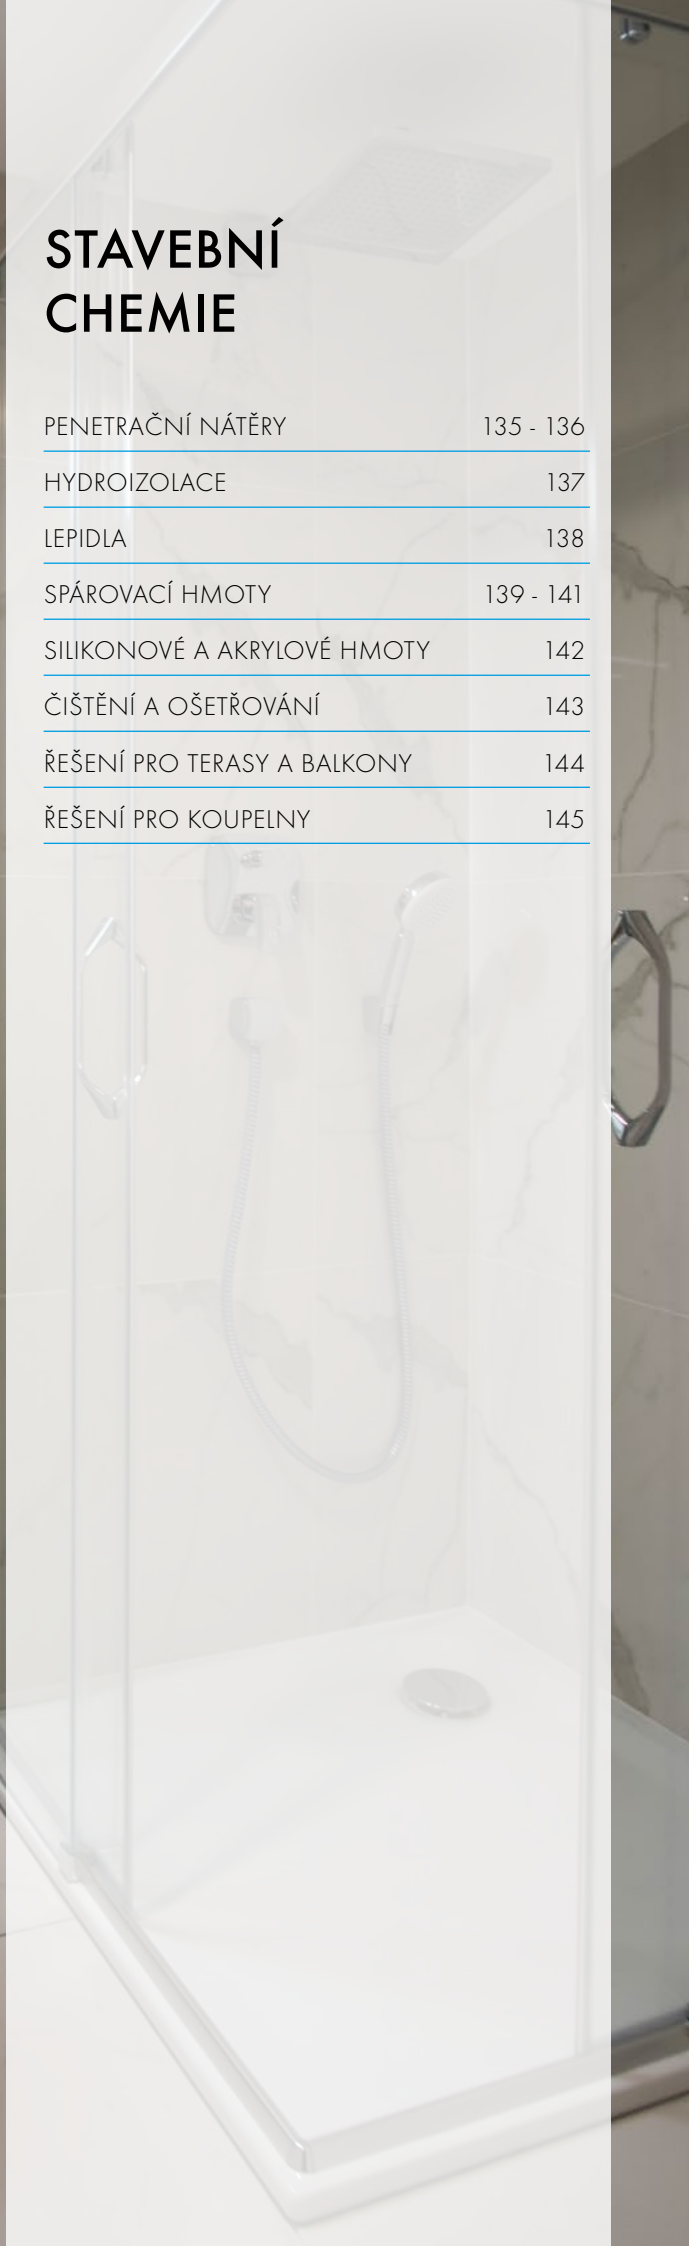 STAVEBNÍ
CHEMIE
PENETRAČNÍ NÁTĚRY 135 - 136
HYDROIZOLACE 137
LEPIDLA 138
SPÁROVACÍ HMOTY 139 - 141
SILIKONOVÉ A AKRYLOVÉ HMOTY 142
ČIŠTĚNÍ A OŠETŘOVÁNÍ 143
ŘEŠENÍ PRO TERASY A BALKONY 144
ŘEŠENÍ PRO KOUPELNY 145